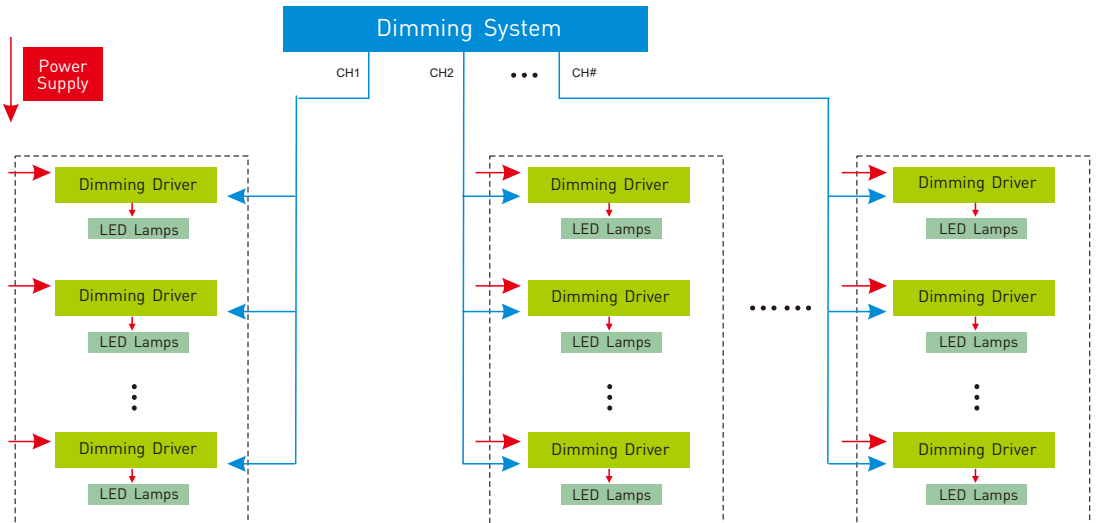 Dimming System
Power
Supply
CH1
CH2
CH#
Dimming Driver
Dimming Driver
Dimming Driver
LED Lamps
LED Lamps
LED Lamps
Dimming Driver
Dimming Driver
Dimming Driver
LED Lamps
LED Lamps
LED Lamps
Dimming Driver
Dimming Driver
Dimming Driver
LED Lamps
LED Lamps
LED Lamps